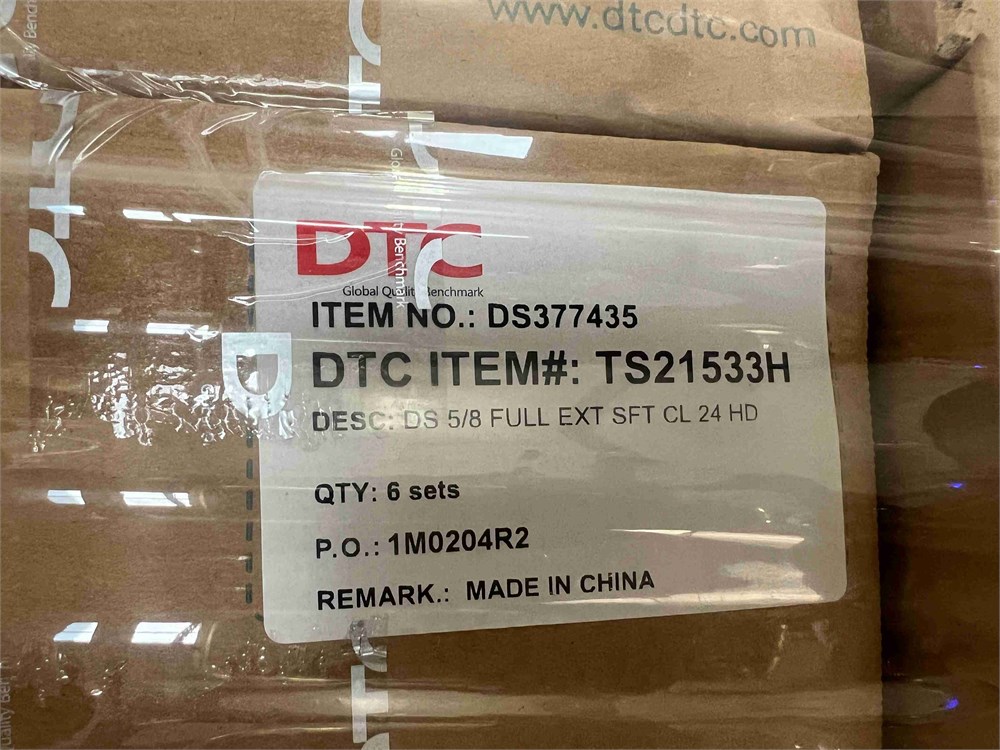 www.dtcdtc.com
DTC
Global Quality Benchmark
ITEM NO.: DS377435
DTC ITEM#: TS21533H
DESC: DS 5/8 FULL EXT SFT CL 24 HD
QTY: 6 sets
P.O.: 1M0204R2
REMARK.: MADE IN CHINA